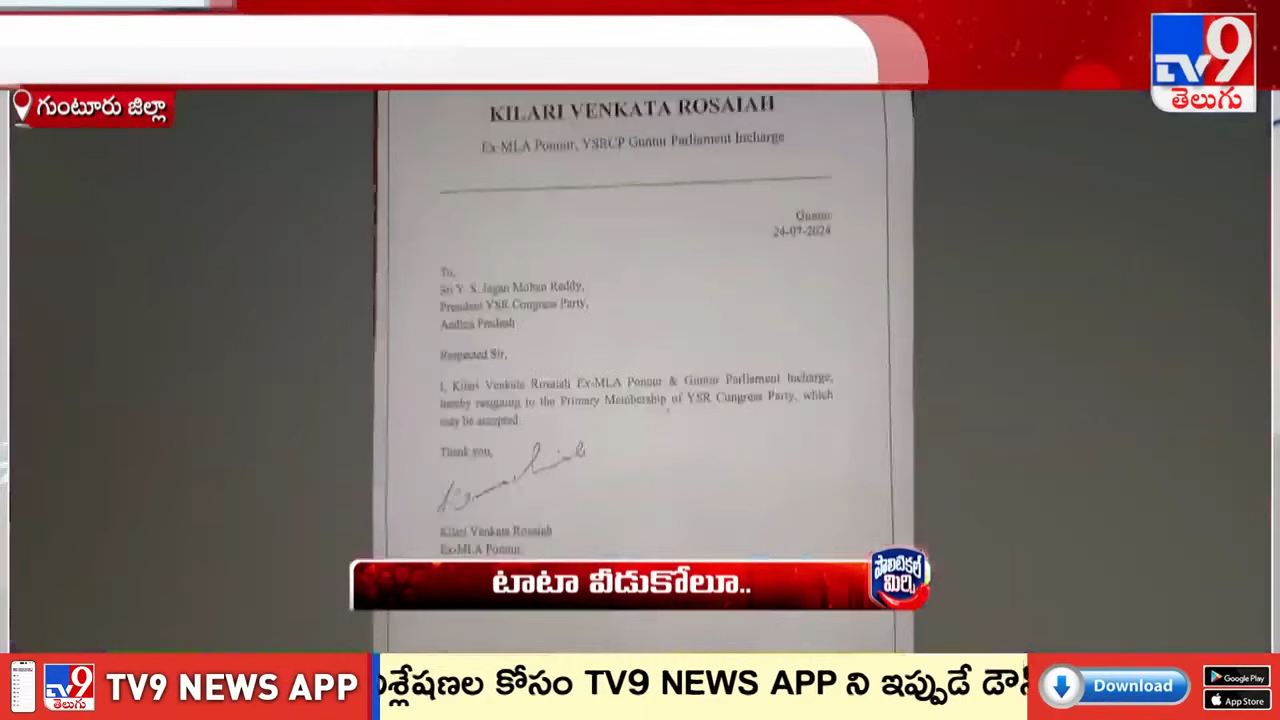 TV9
తెలుగు
గుంటూరు జిల్లా
KILARI VENKATA ROSAIAH
Ex-MLA Ponnur, YSRCP Guntur Parliament Incharge
Guntur
24-07-2024
To,
Sri Y. S. Jagan Mohan Reddy,
President YSR Congress Party,
Andhra Pradesh
Respected Sir,
I, Kilari Venkata Rosaiah Ex-MLA Ponnur & Guntur Parliament Incharge,
hereby resigning to the Primary Membership of YSR Congress Party, which
may be accepted
Thank you,
Kilari Venkata Rosaiah
Ex-MLA Ponnur
టాటా వీడుకోలూ..
పొలిటికల్
మిర్చి
TV9
తెలుగు
TV9 NEWS APP
శ్లేషణల కోసం TV9 NEWS APP ని ఇప్పుడే డౌన్
Download
Google Play
App Store